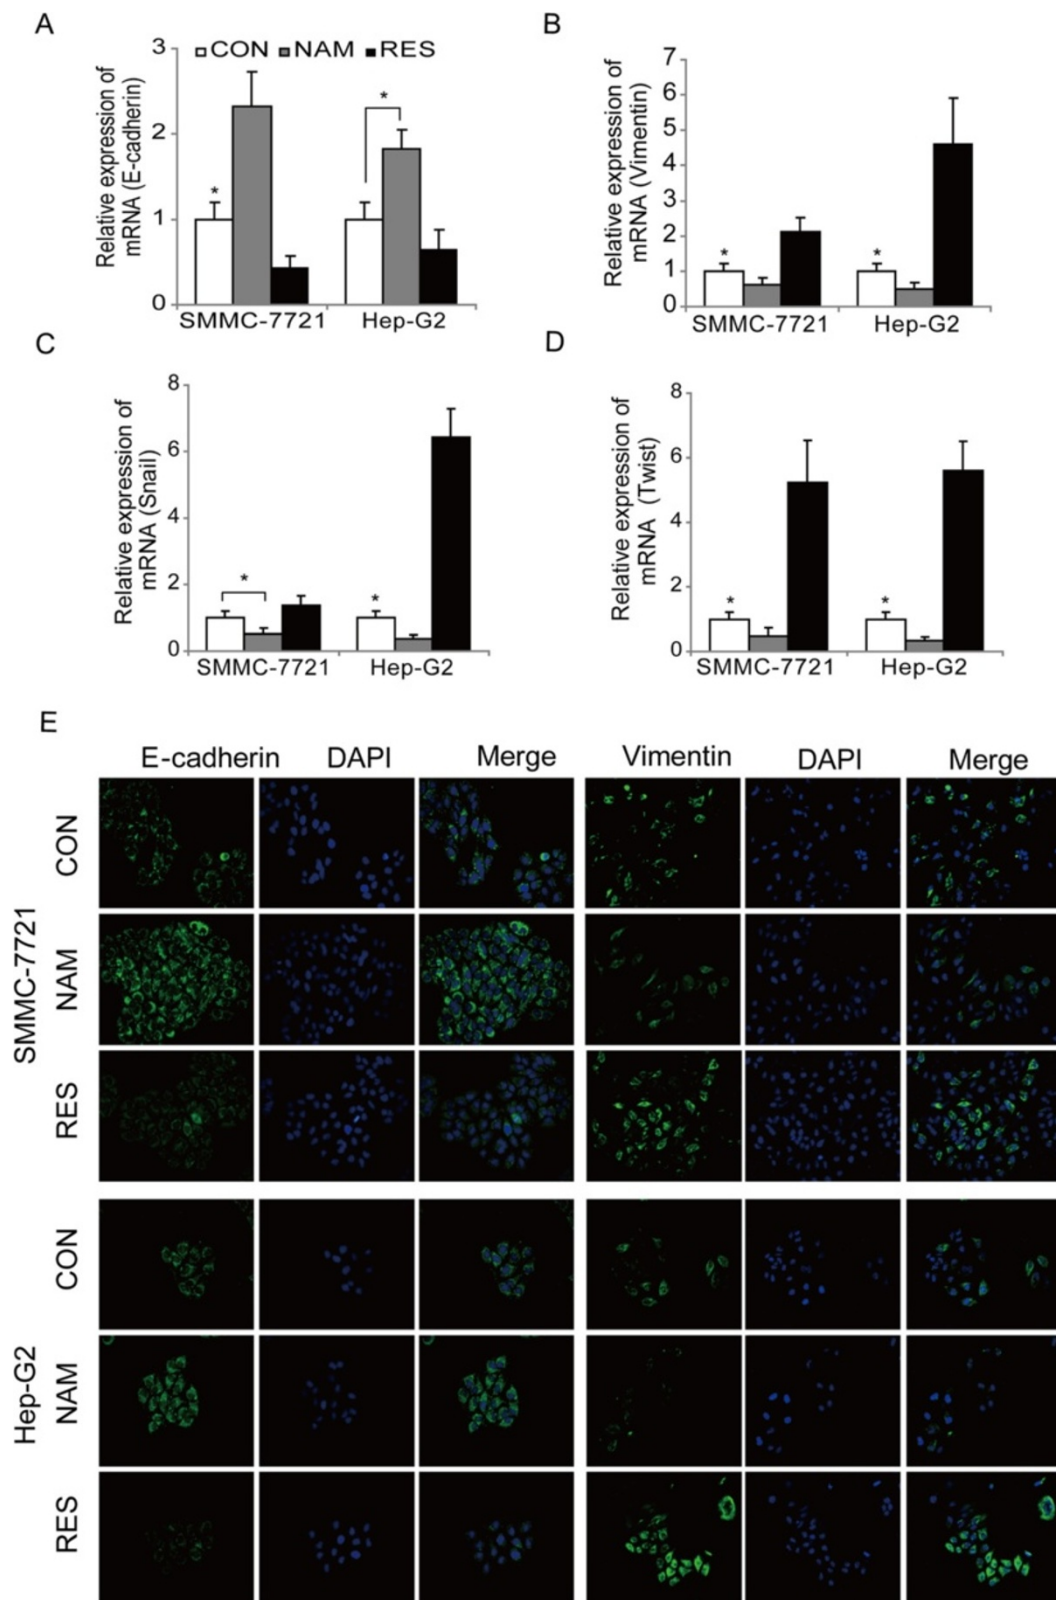 A
3
2
1
0
Relative expression of
mRNA (E-cadherin)
CON NAM RES
*
*
SMMC-7721 Hep-G2
B
7
6
5
4
3
2
1
0
Relative expression of
mRNA (Vimentin)
* *
SMMC-7721 Hep-G2
C
8
6
4
2
0
Relative expression of
mRNA (Snail)
* *
SMMC-7721 Hep-G2
D
8
6
4
2
0
Relative expression of
mRNA (Twist)
* *
SMMC-7721 Hep-G2
E
E-cadherin DAPI Merge Vimentin DAPI Merge
SMMC-7721
CON
NAM
RES
Hep-G2
CON
NAM
RES